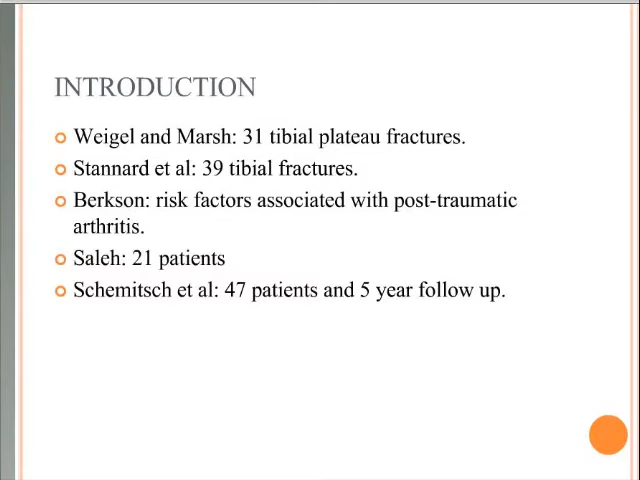 INTRODUCTION
Weigel and Marsh: 31 tibial plateau fractures.
Stannard et al: 39 tibial fractures.
Berkson: risk factors associated with post-traumatic
arthritis.
Saleh: 21 patients
Schemitsch et al: 47 patients and 5 year follow up.